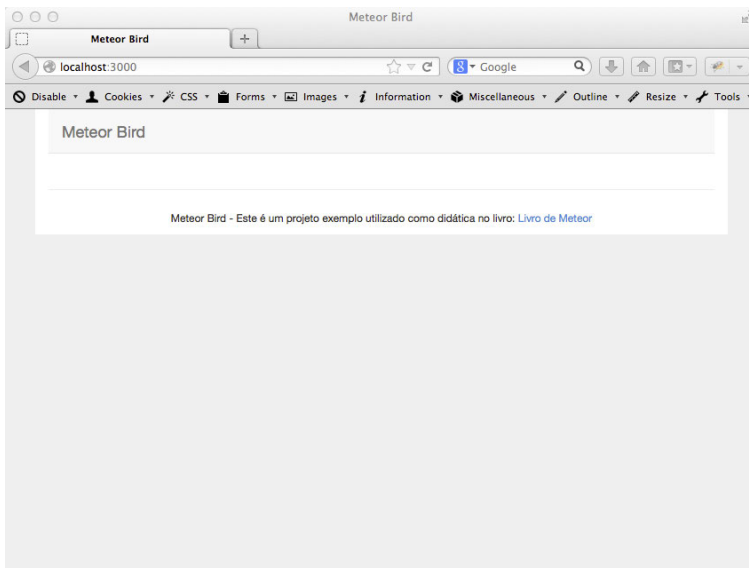 Meteor Bird
Meteor Bird
localhost:3000 Google
Disable Cookies CSS Forms Images Information Miscellaneous Outline Resize Tools
Meteor Bird
Meteor Bird - Este é um projeto exemplo utilizado como didática no livro: Livro de Meteor